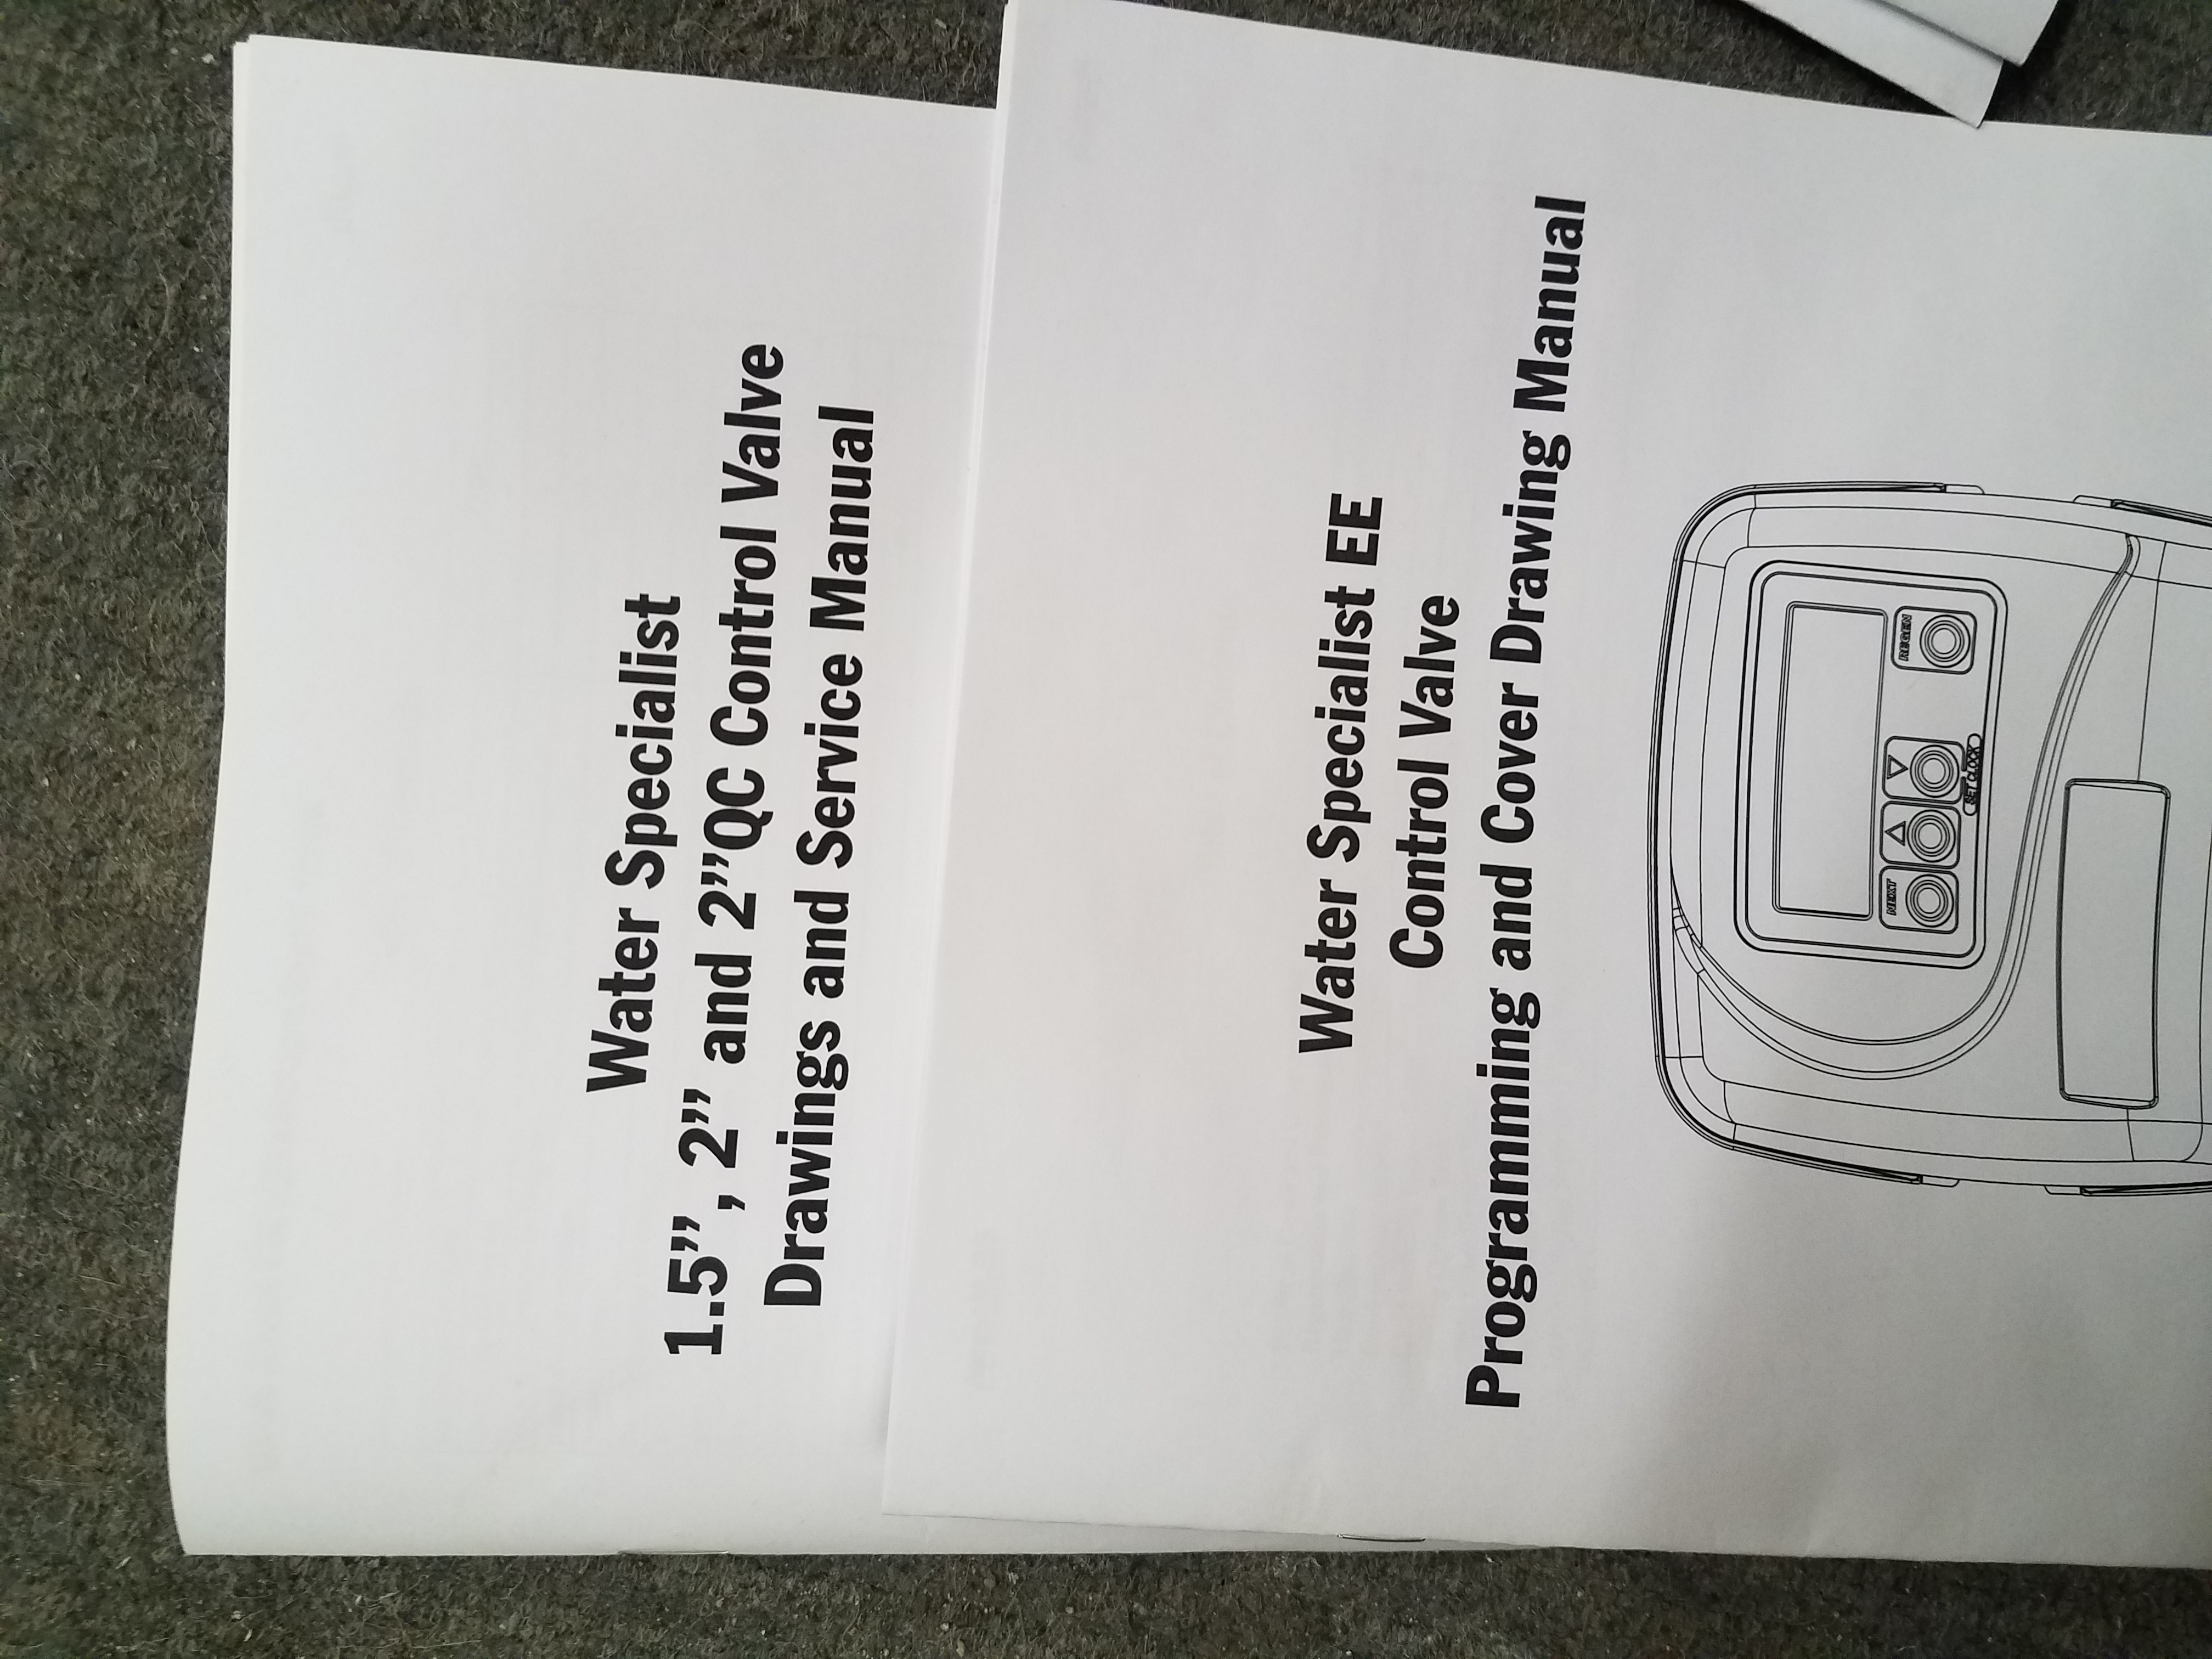 Water Specialist
1.5”, 2” and 2”QC Control Valve
Drawings and Service Manual
Water Specialist EE
Control Valve
Programming and Cover Drawing Manual
NEXT
REGEN
SET CLOCK